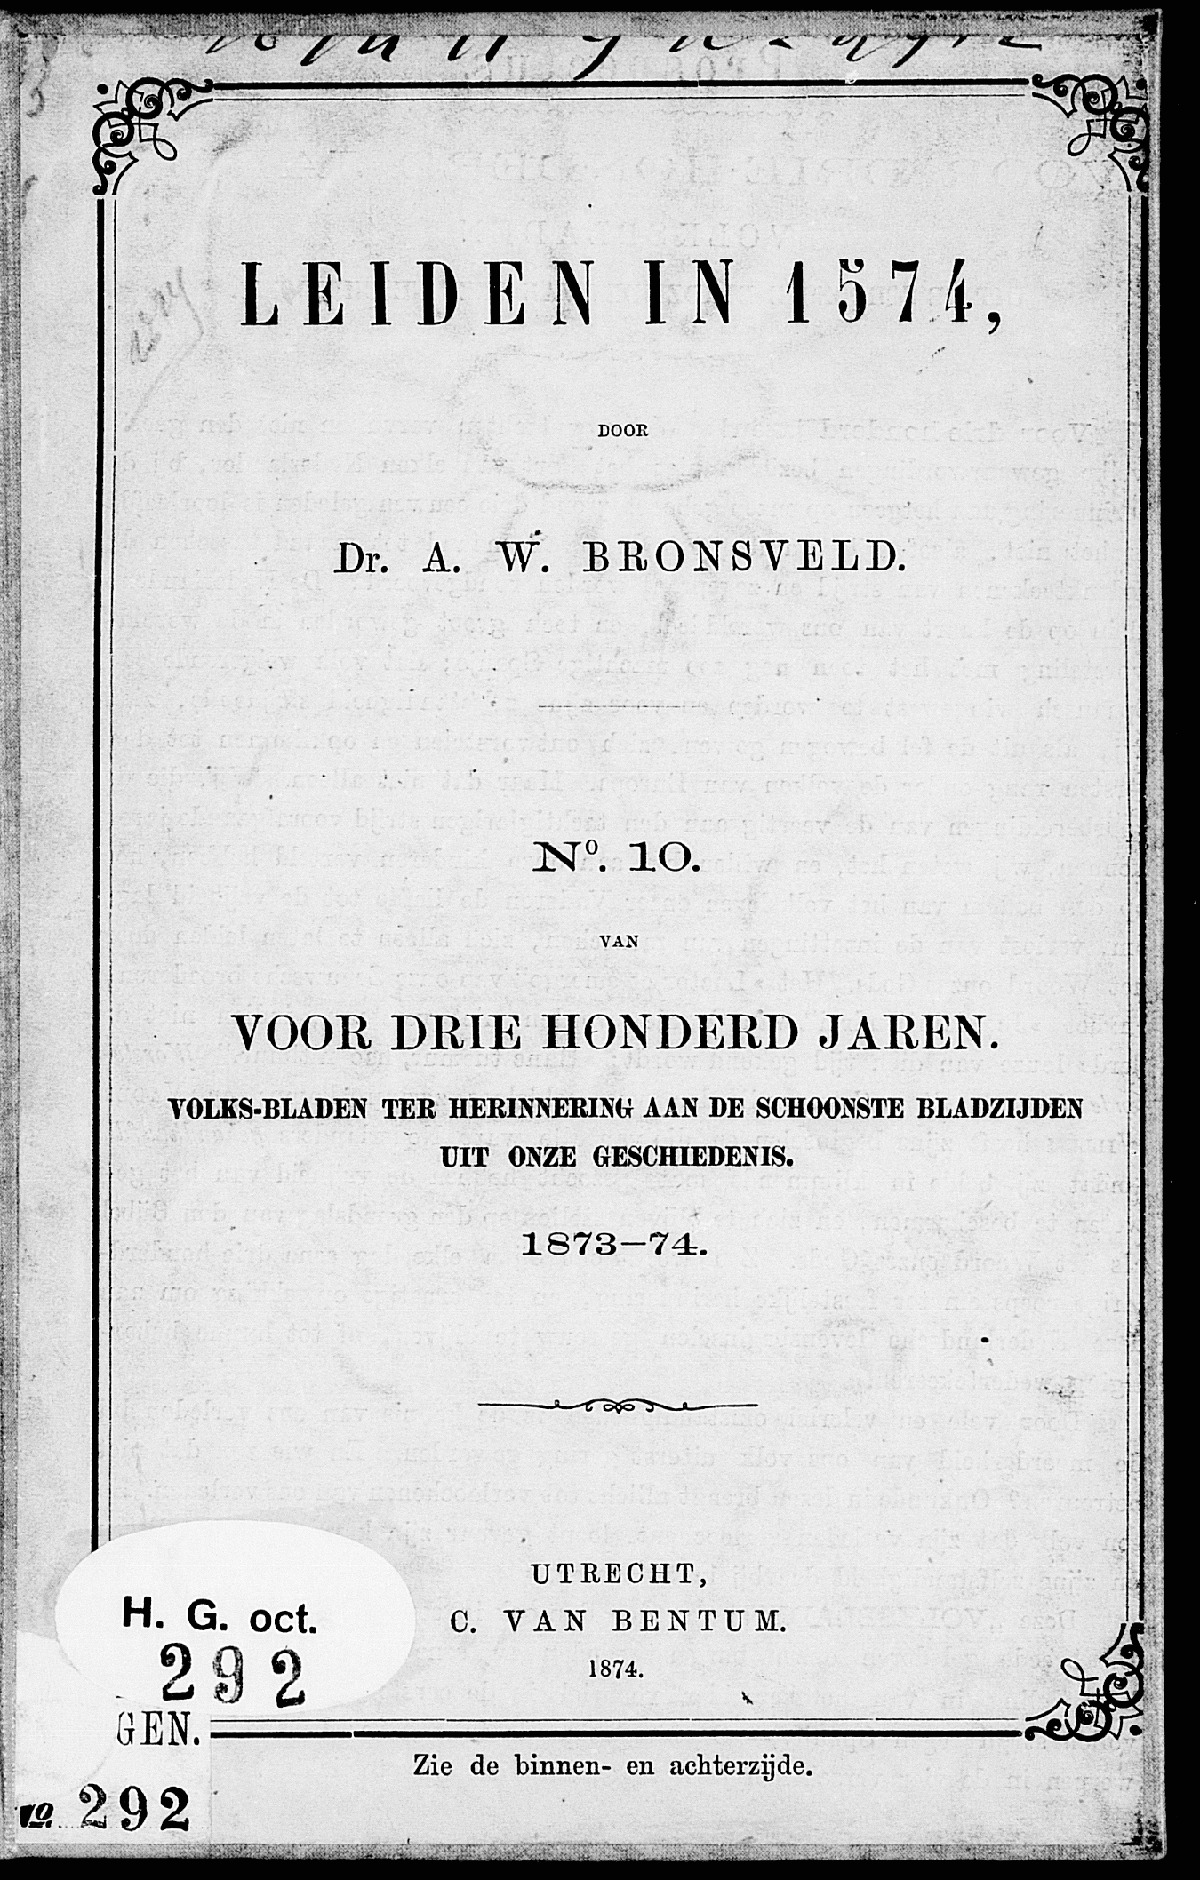 LEIDEN IN 1574,
DOOR
Dr. A. W. BRONSVELD.
No. 10.
VAN
VOOR DRIE HONDERD JAREN.
VOLKS-BLADEN TER HERINNERING AAN DE SCHOONSTE BLADZIJDEN
UIT ONZE GESCHIEDENIS.
1873–74.
UTRECHT,
C. VAN BENTUM.
1874.
H. G. oct.
292
GEN.
Zie de binnen- en achterzijde.
vo. 292